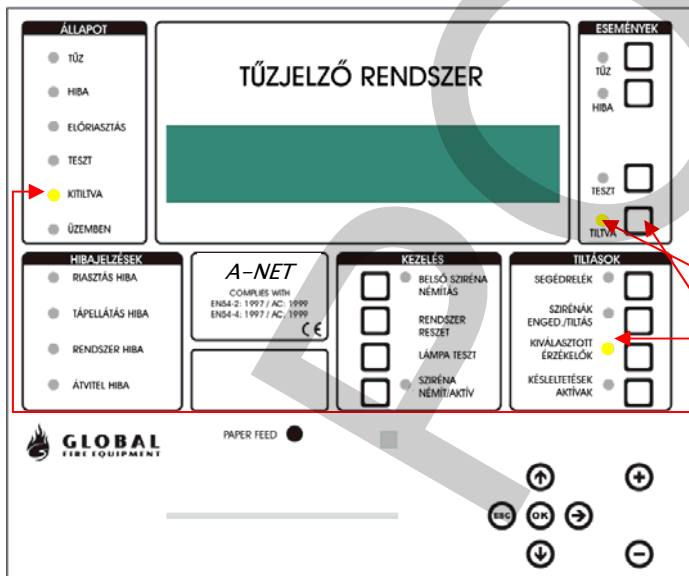 ÁLLAPOT
TŰZ
HIBA
ELŐRIASZTÁS
TESZT
KITILTVA
ÜZEMBEN
TŰZJELZŐ RENDSZER
ESEMÉNYEK
TŰZ
HIBA
TESZT
TILTVA
HIBAJELZÉSEK
RIASZTÁS HIBA
TÁPELLÁTÁS HIBA
RENDSZER HIBA
ÁTVITEL HIBA
A-NET
COMPLIES WITH
EN54-2: 1997 / AC: 1999
EN54-4: 1997 / AC: 1999
CE
KEZELÉS
BELSŐ SZIRÉNA
NÉMÍTÁS
RENDSZER
RESZET
LÁMPA TESZT
SZIRÉNA
NÉMÍT/AKTÍV
TILTÁSOK
SEGÉDRELÉK
SZIRÉNÁK
ENGED./TILTÁS
KIVÁLASZTOTT
ÉRZÉKELŐK
KÉSLELTETÉSEK
AKTÍVAK
GLOBAL
FIRE EQUIPMENT
PAPER FEED
ESC
OK